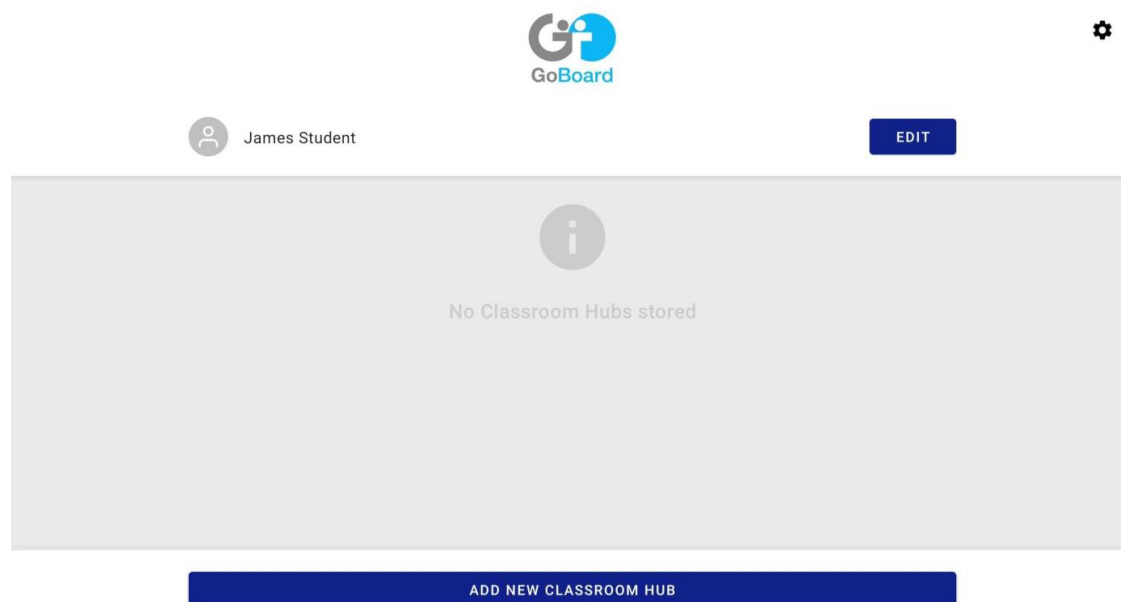 GoBoard
James Student
EDIT
No Classroom Hubs stored
ADD NEW CLASSROOM HUB